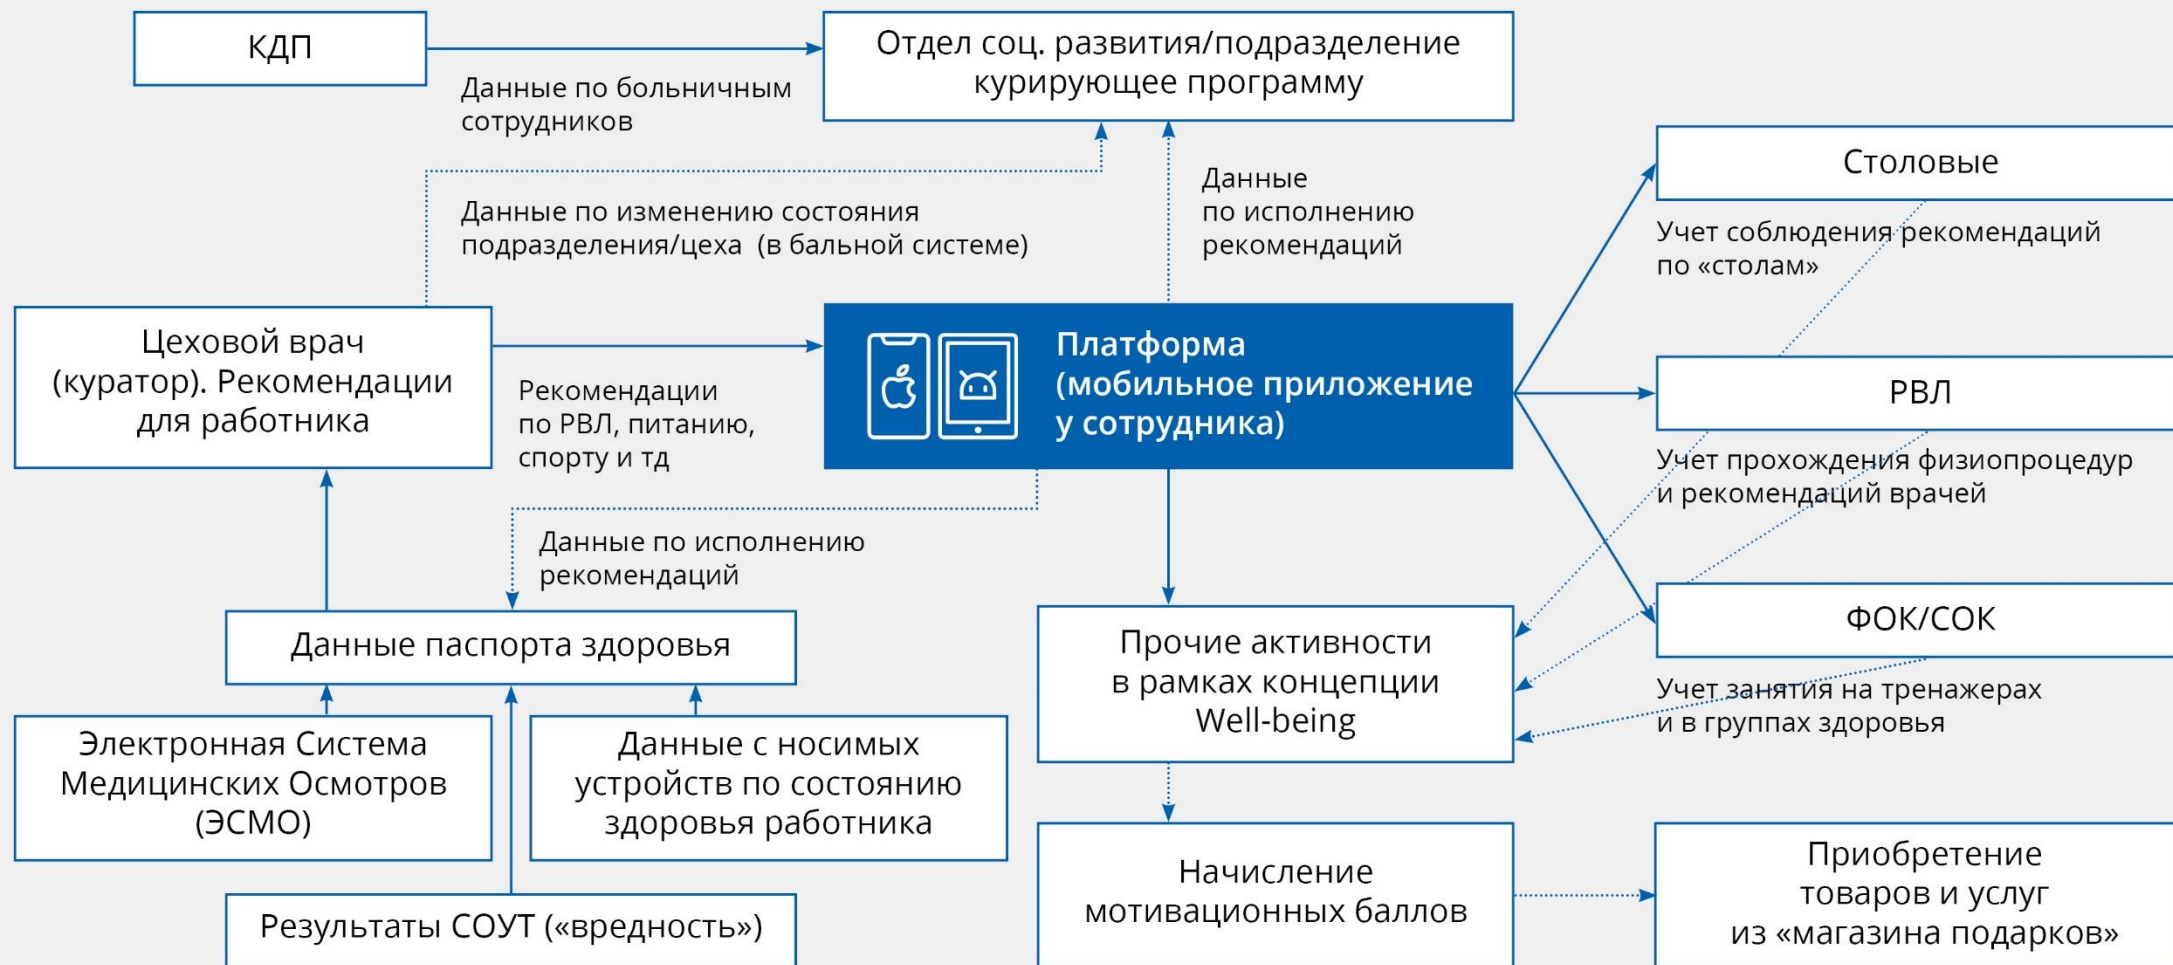 КДП
Отдел соц. развития/подразделение
курирующее программу
Данные по больничным
сотрудников
Столовые
Данные
по исполнению
рекомендаций
Данные по изменению состояния
подразделения/цеха (в бальной системе)
Учет соблюдения рекомендаций
по «столам»
Цеховой врач
(куратор). Рекомендации
для работника
Рекомендации
по РВЛ, питанию,
спорту и тд
Платформа
(мобильное приложение
у сотрудника)
РВЛ
Учет прохождения физиопроцедур
и рекомендаций врачей
Данные по исполнению
рекомендаций
Данные паспорта здоровья
Прочие активности
в рамках концепции
Well-being
ФОК/СОК
Учет занятия на тренажерах
и в группах здоровья
Электронная Система
Медицинских Осмотров
(ЭСМО)
Данные с носимых
устройств по состоянию
здоровья работника
Результаты СОУТ («вредность»)
Начисление
мотивационных баллов
Приобретение
товаров и услуг
из «магазина подарков»